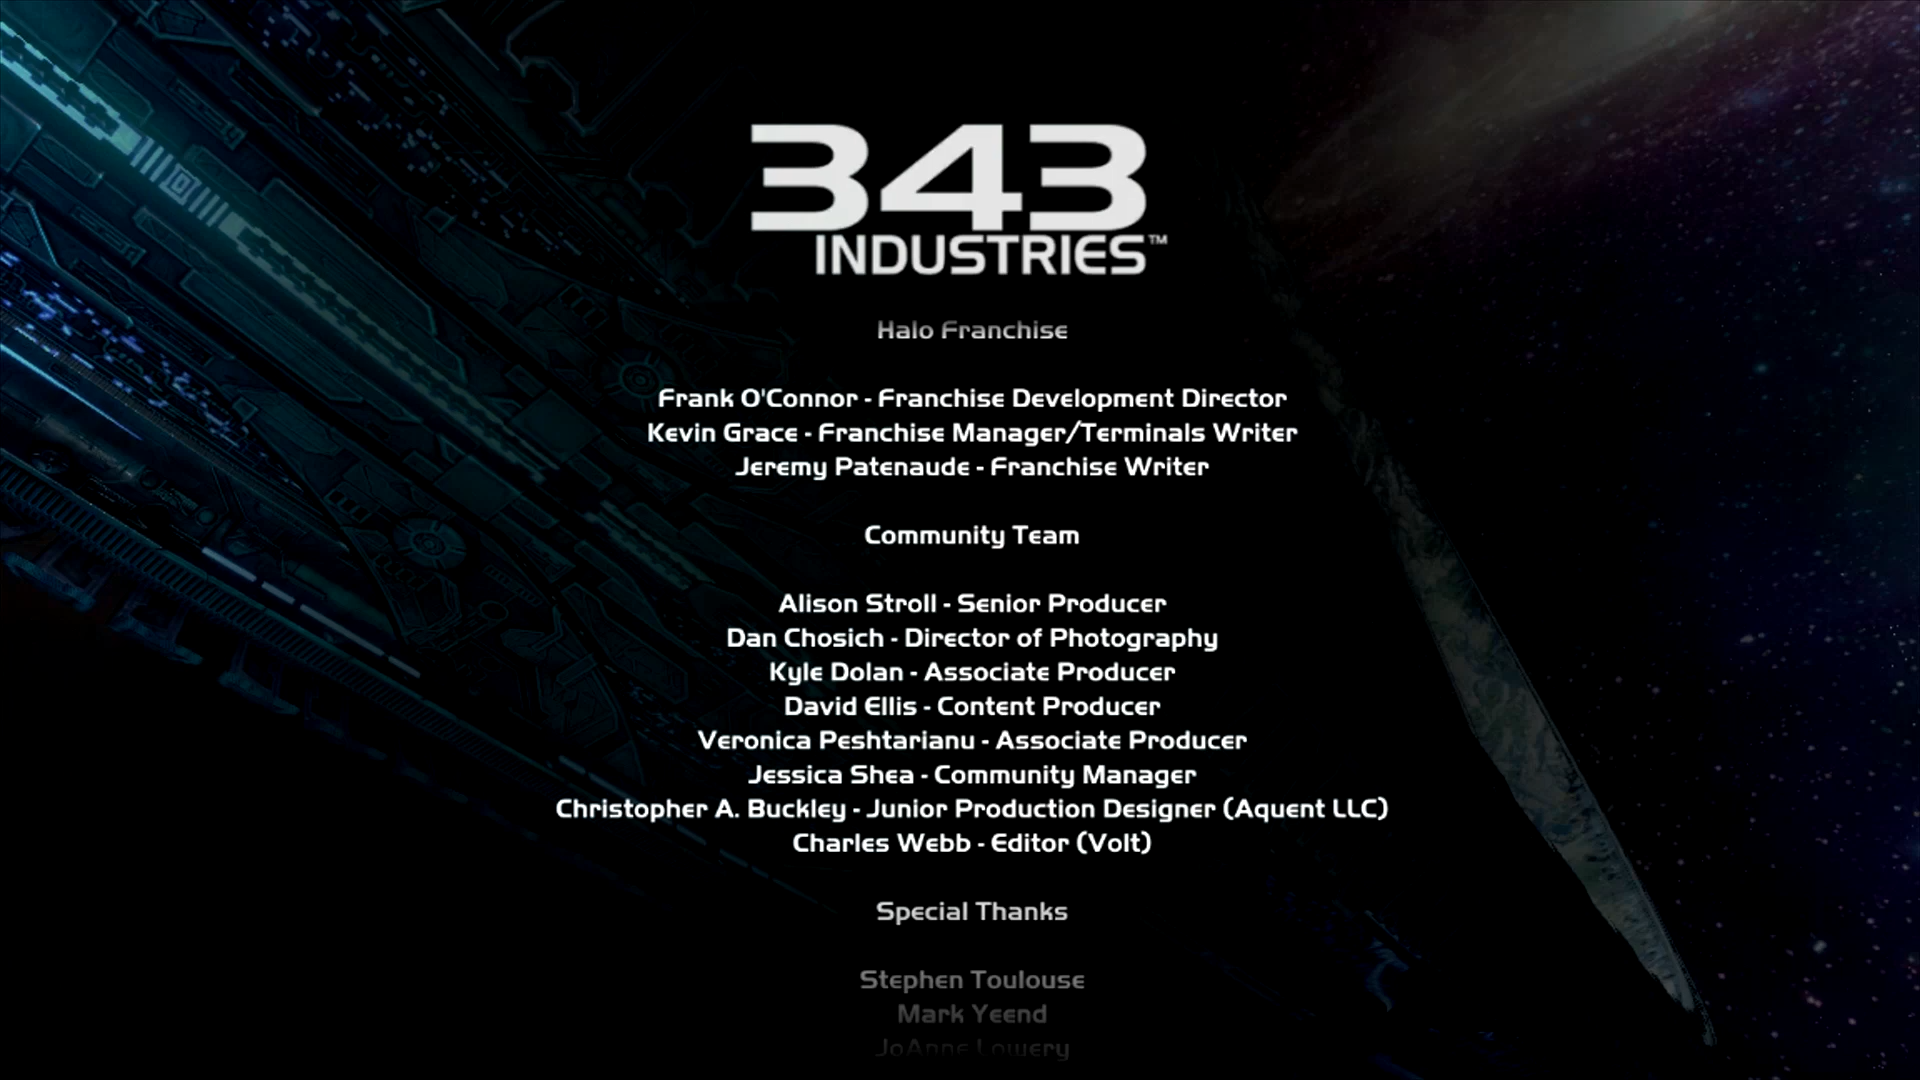 343
INDUSTRIES™
Halo Franchise
Frank O'Connor - Franchise Development Director
Kevin Grace - Franchise Manager/Terminals Writer
Jeremy Patenaude - Franchise Writer
Community Team
Alison Stroll - Senior Producer
Dan Chosich - Director of Photography
Kyle Dolan - Associate Producer
David Ellis - Content Producer
Veronica Peshtarianu - Associate Producer
Jessica Shea - Community Manager
Christopher A. Buckley - Junior Production Designer (Aquent LLC)
Charles Webb - Editor (Volt)
Special Thanks
Stephen Toulouse
Mark Yeend
JoAnne Lowery